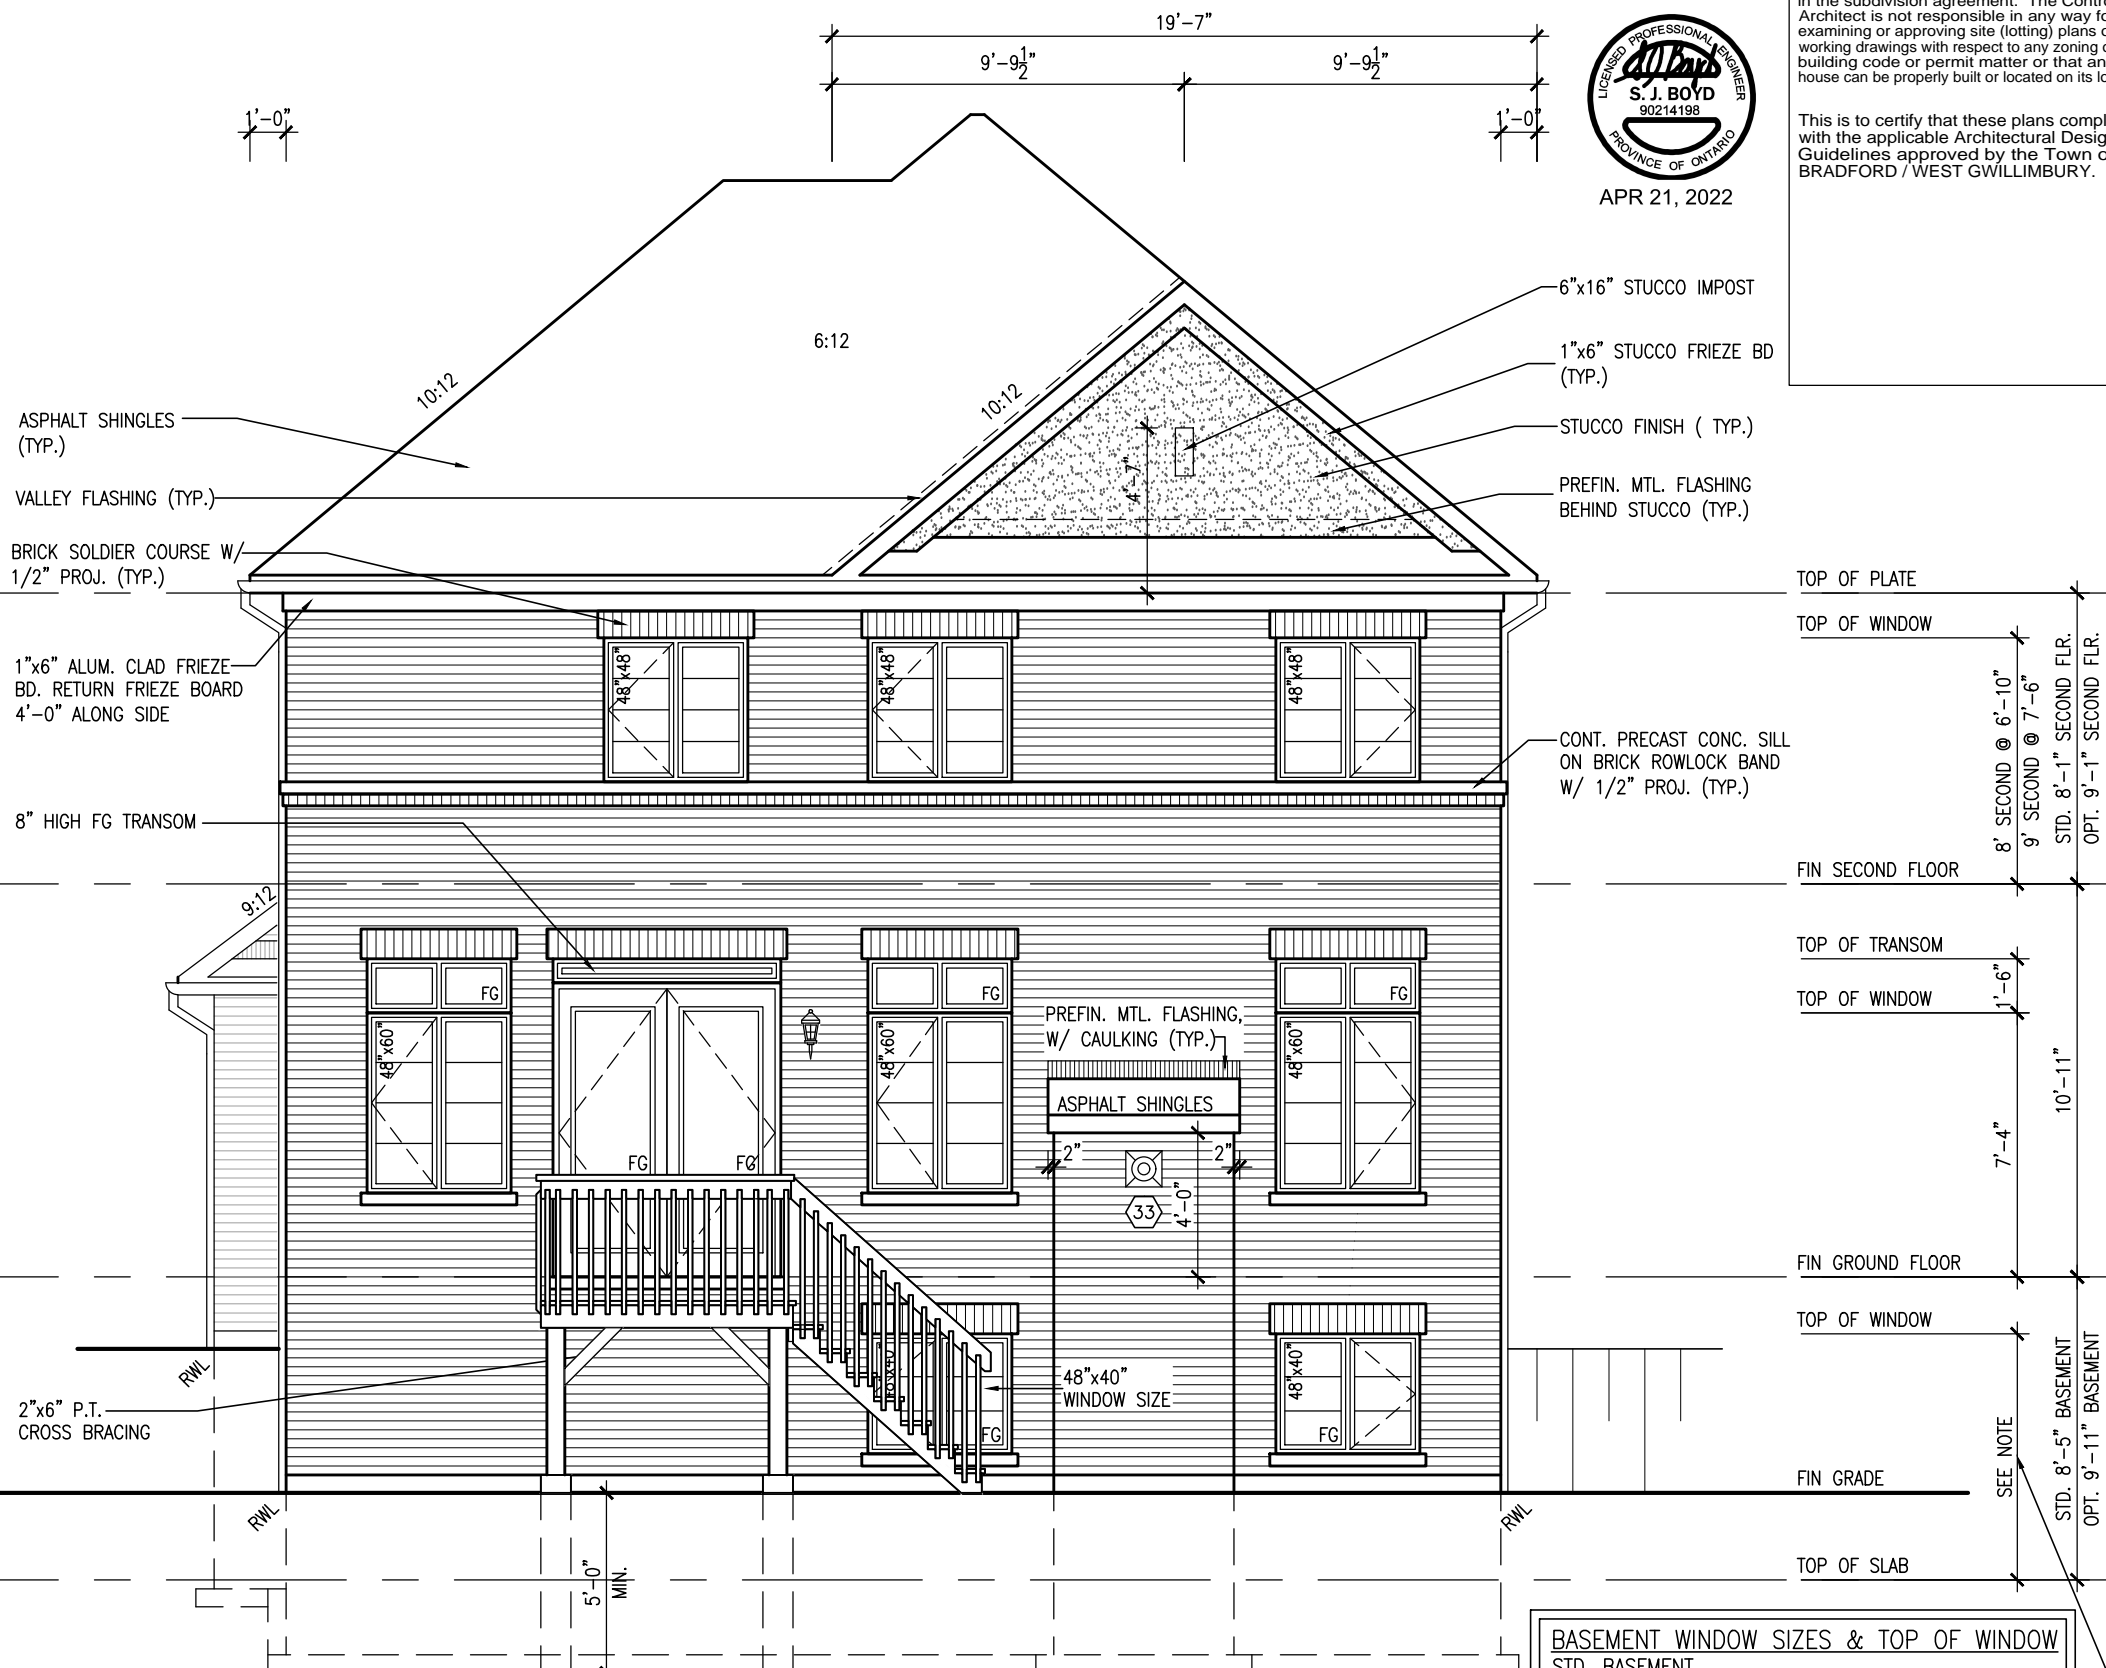 19'-7"
9'-9½"
9'-9½"
1'-0"
1'-0"
LICENSED PROFESSIONAL ENGINEER
S. J. BOYD
90214198
PROVINCE OF ONTARIO
APR 21, 2022
in the subdivision agreement. The
Architect is not responsible in any way
examining or approving site (lotting) plans
working drawings with respect to any zoning
building code or permit matter or that
house can be properly built or located on its
This is to certify that these plans
with the applicable Architectural
Guidelines approved by the Town
BRADFORD / WEST GWILLIMBURY.
6:12
10:12
10:12
4'-7"
6"x16" STUCCO IMPOST
1"x6" STUCCO FRIEZE BD
(TYP.)
STUCCO FINISH ( TYP.)
PREFIN. MTL. FLASHING
BEHIND STUCCO (TYP.)
ASPHALT SHINGLES
(TYP.)
VALLEY FLASHING (TYP.)
BRICK SOLDIER COURSE W/
1/2" PROJ. (TYP.)
1"x6" ALUM. CLAD FRIEZE
BD. RETURN FRIEZE BOARD
4'-0" ALONG SIDE
8" HIGH FG TRANSOM
9:12
48"x48"
48"x48"
48"x48"
CONT. PRECAST CONC. SILL
ON BRICK ROWLOCK BAND
W/ 1/2" PROJ. (TYP.)
TOP OF PLATE
TOP OF WINDOW
8' SECOND @ 6'-10"
9' SECOND @ 7'-6"
STD. 8'-1" SECOND FLR.
OPT. 9'-1" SECOND FLR.
FIN SECOND FLOOR
TOP OF TRANSOM
TOP OF WINDOW
1'-6"
7'-4"
10'-11"
FG
FG
FG
48"x60"
48"x60"
48"x60"
FG
FG
PREFIN. MTL. FLASHING,
W/ CAULKING (TYP.)
ASPHALT SHINGLES
2"
2"
33
4'-0"
FIN GROUND FLOOR
TOP OF WINDOW
48"x40"
48"x40"
48"x40"
WINDOW SIZE
FG
FG
RWL
2"x6" P.T.
CROSS BRACING
SEE NOTE
STD. 8'-5" BASEMENT
OPT. 9'-11" BASEMENT
FIN GRADE
RWL
RWL
5'-0"
MIN.
TOP OF SLAB
BASEMENT WINDOW SIZES & TOP OF WINDOW
STD. BASEMENT